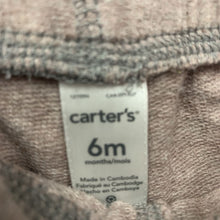 carter's
6m
months/mois
Made in Cambodia
Fabriqué au Cambodge
Hecho en Camboya